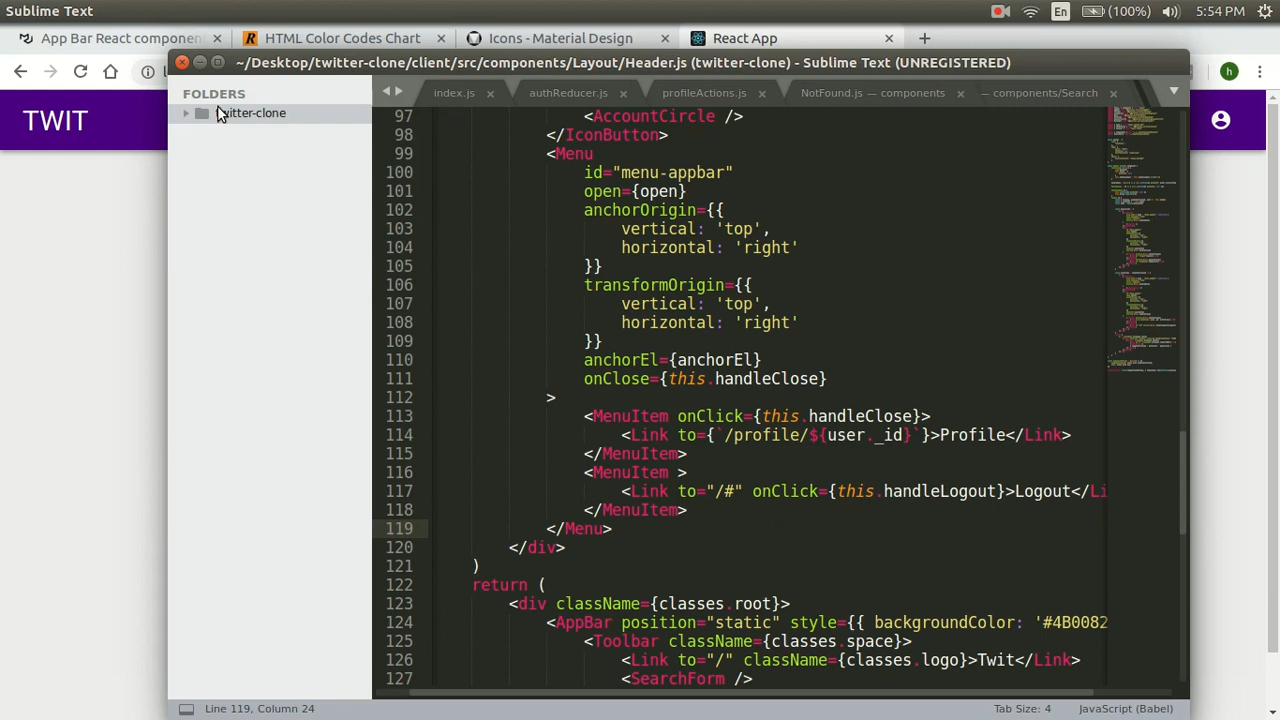 Sublime Text
En
(100%)
5:54 PM
App Bar React componen
HTML Color Codes Chart
Icons - Material Design
React App
~/Desktop/twitter-clone/client/src/components/Layout/Header.js (twitter-clone) - Sublime Text (UNREGISTERED)
h
FOLDERS
twitter-clone
index.js
authReducer.js
profileActions.js
NotFound.js — components
— components/Search
TWIT
97 <AccountCircle />
98 </IconButton>
99 <Menu
100 id="menu-appbar"
101 open={open}
102 anchorOrigin={{
103 vertical: 'top',
104 horizontal: 'right'
105 }}
106 transformOrigin={{
107 vertical: 'top',
108 horizontal: 'right'
109 }}
110 anchorEl={anchorEl}
111 onClose={this.handleClose}
112 >
113 <MenuItem onClick={this.handleClose}>
114 <Link to={`/profile/${user._id}`}>Profile</Link>
115 </MenuItem>
116 <MenuItem >
117 <Link to="/#" onClick={this.handleLogout}>Logout</Li
118 </MenuItem>
119 </Menu>
120 </div>
121 )
122 return (
123 <div className={classes.root}>
124 <AppBar position="static" style={{ backgroundColor: '#4B0082
125 <Toolbar className={classes.space}>
126 <Link to="/" className={classes.logo}>Twit</Link>
127 <SearchForm />
Line 119, Column 24
Tab Size: 4
JavaScript (Babel)